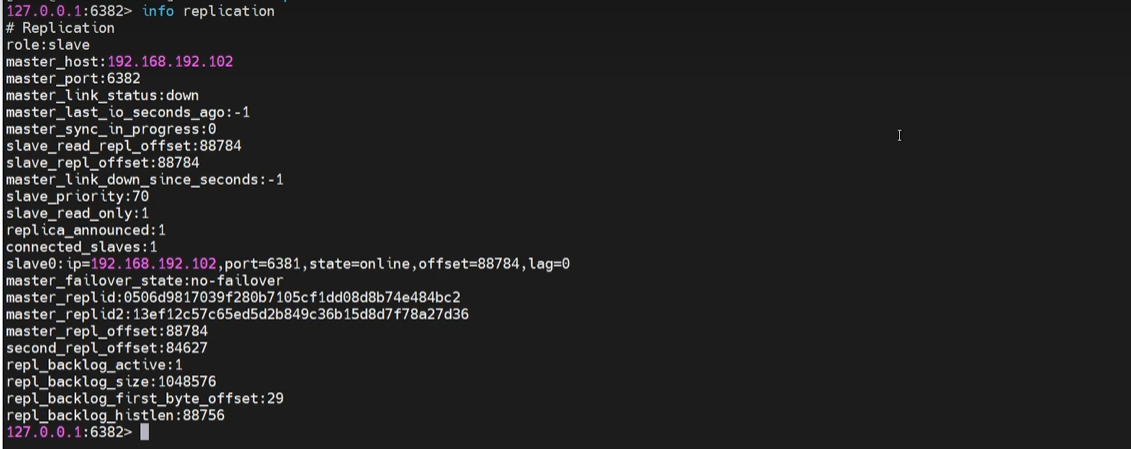 127.0.0.1:6382> info replication
# Replication
role:slave
master_host:192.168.192.102
master_port:6382
master_link_status:down
master_last_io_seconds_ago:-1
master_sync_in_progress:0
slave_read_repl_offset:88784
slave_repl_offset:88784
master_link_down_since_seconds:-1
slave_priority:70
slave_read_only:1
replica_announced:1
connected_slaves:1
slave0:ip=192.168.192.102,port=6381,state=online,offset=88784,lag=0
master_failover_state:no-failover
master_replid:0506d9817039f280b7105cf1dd08d8b74e484bc2
master_replid2:13ef12c57c65ed5d2b849c36b15d8d7f78a27d36
master_repl_offset:88784
second_repl_offset:84627
repl_backlog_active:1
repl_backlog_size:1048576
repl_backlog_first_byte_offset:29
repl_backlog_histlen:88756
127.0.0.1:6382>